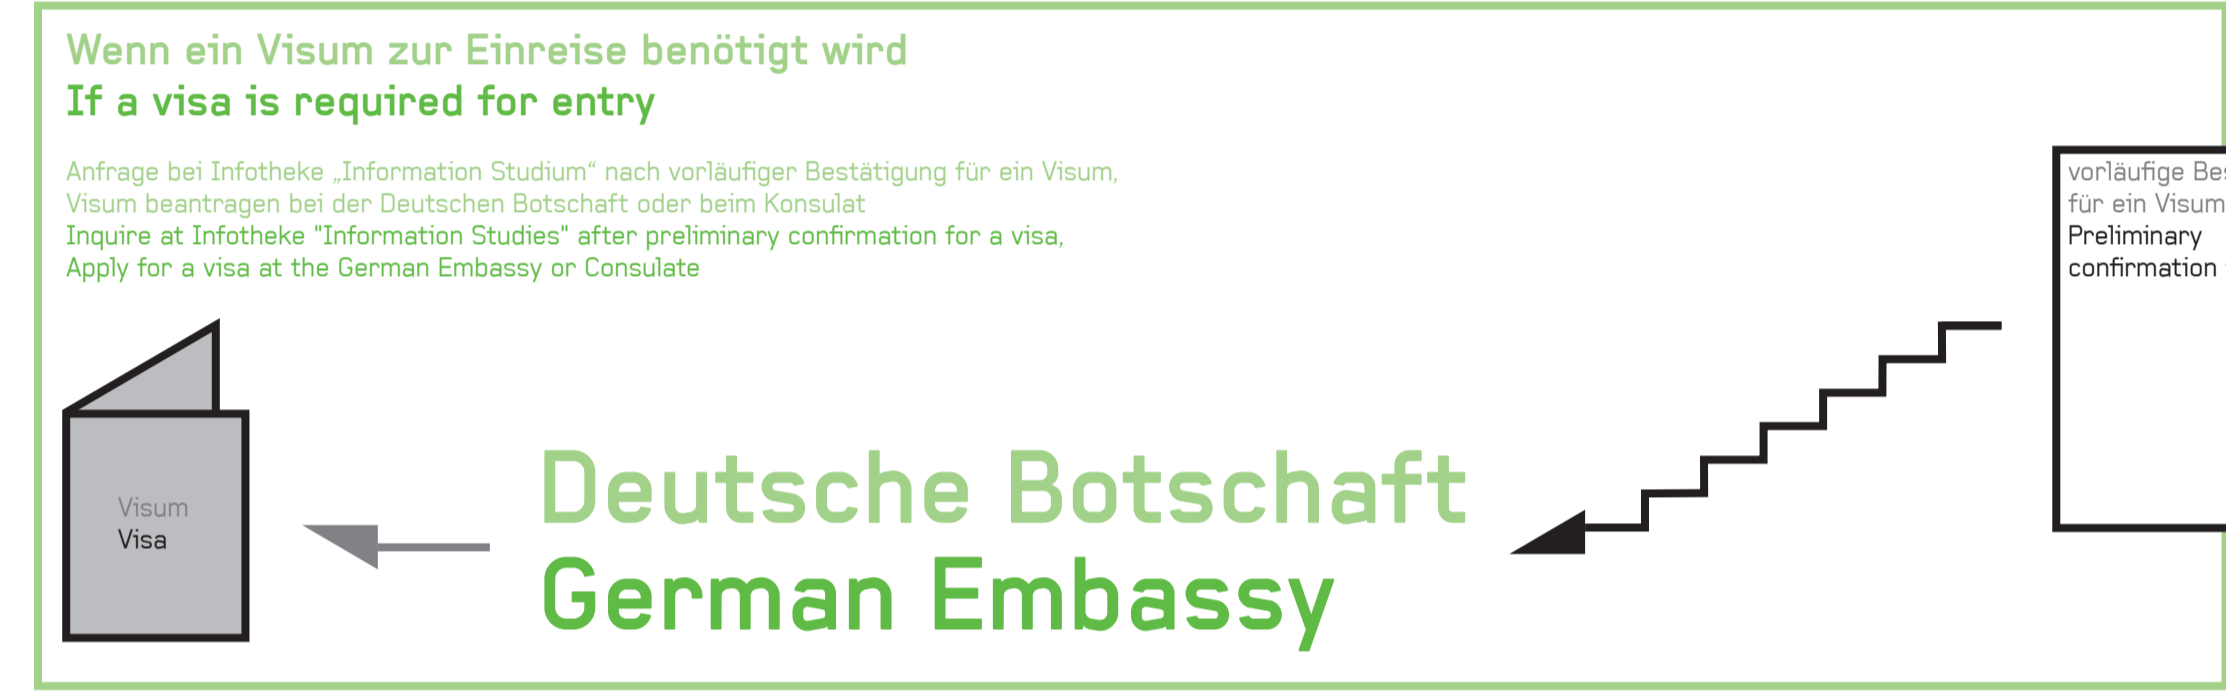 Wenn ein Visum zur Einreise benötigt wird
If a visa is required for entry
Anfrage bei Infotheke „Information Studium“ nach vorläufiger Bestätigung für ein Visum,
Visum beantragen bei der Deutschen Botschaft oder beim Konsulat
Inquire at Infotheke "Information Studies" after preliminary confirmation for a visa,
Apply for a visa at the German Embassy or Consulate
vorläufige
für ein Visum
Preliminary
confirmation
Deutsche Botschaft
German Embassy
Visum
Visa